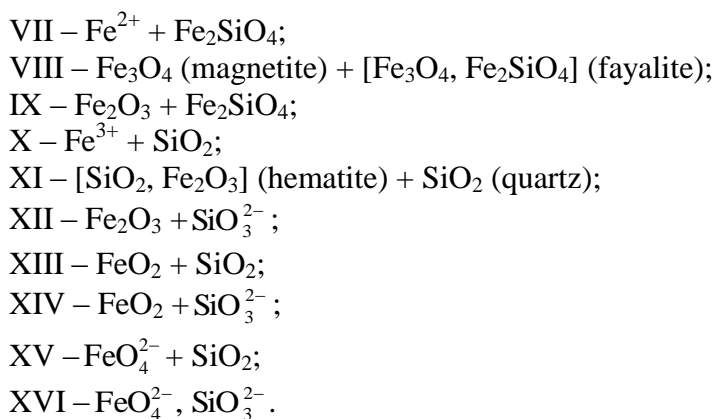 VII – Fe²⁺ + Fe₂SiO₄;
VIII – Fe₃O₄ (magnetite) + [Fe₃O₄, Fe₂SiO₄] (fayalite);
IX – Fe₂O₃ + Fe₂SiO₄;
X – Fe³⁺ + SiO₂;
XI – [SiO₂, Fe₂O₃] (hematite) + SiO₂ (quartz);
XII – Fe₂O₃ + SiO₃²⁻ ;
XIII – FeO₂ + SiO₂;
XIV – FeO₂ + SiO₃²⁻ ;
XV – FeO₄²⁻ + SiO₂;
XVI – FeO₄²⁻, SiO₃²⁻ .